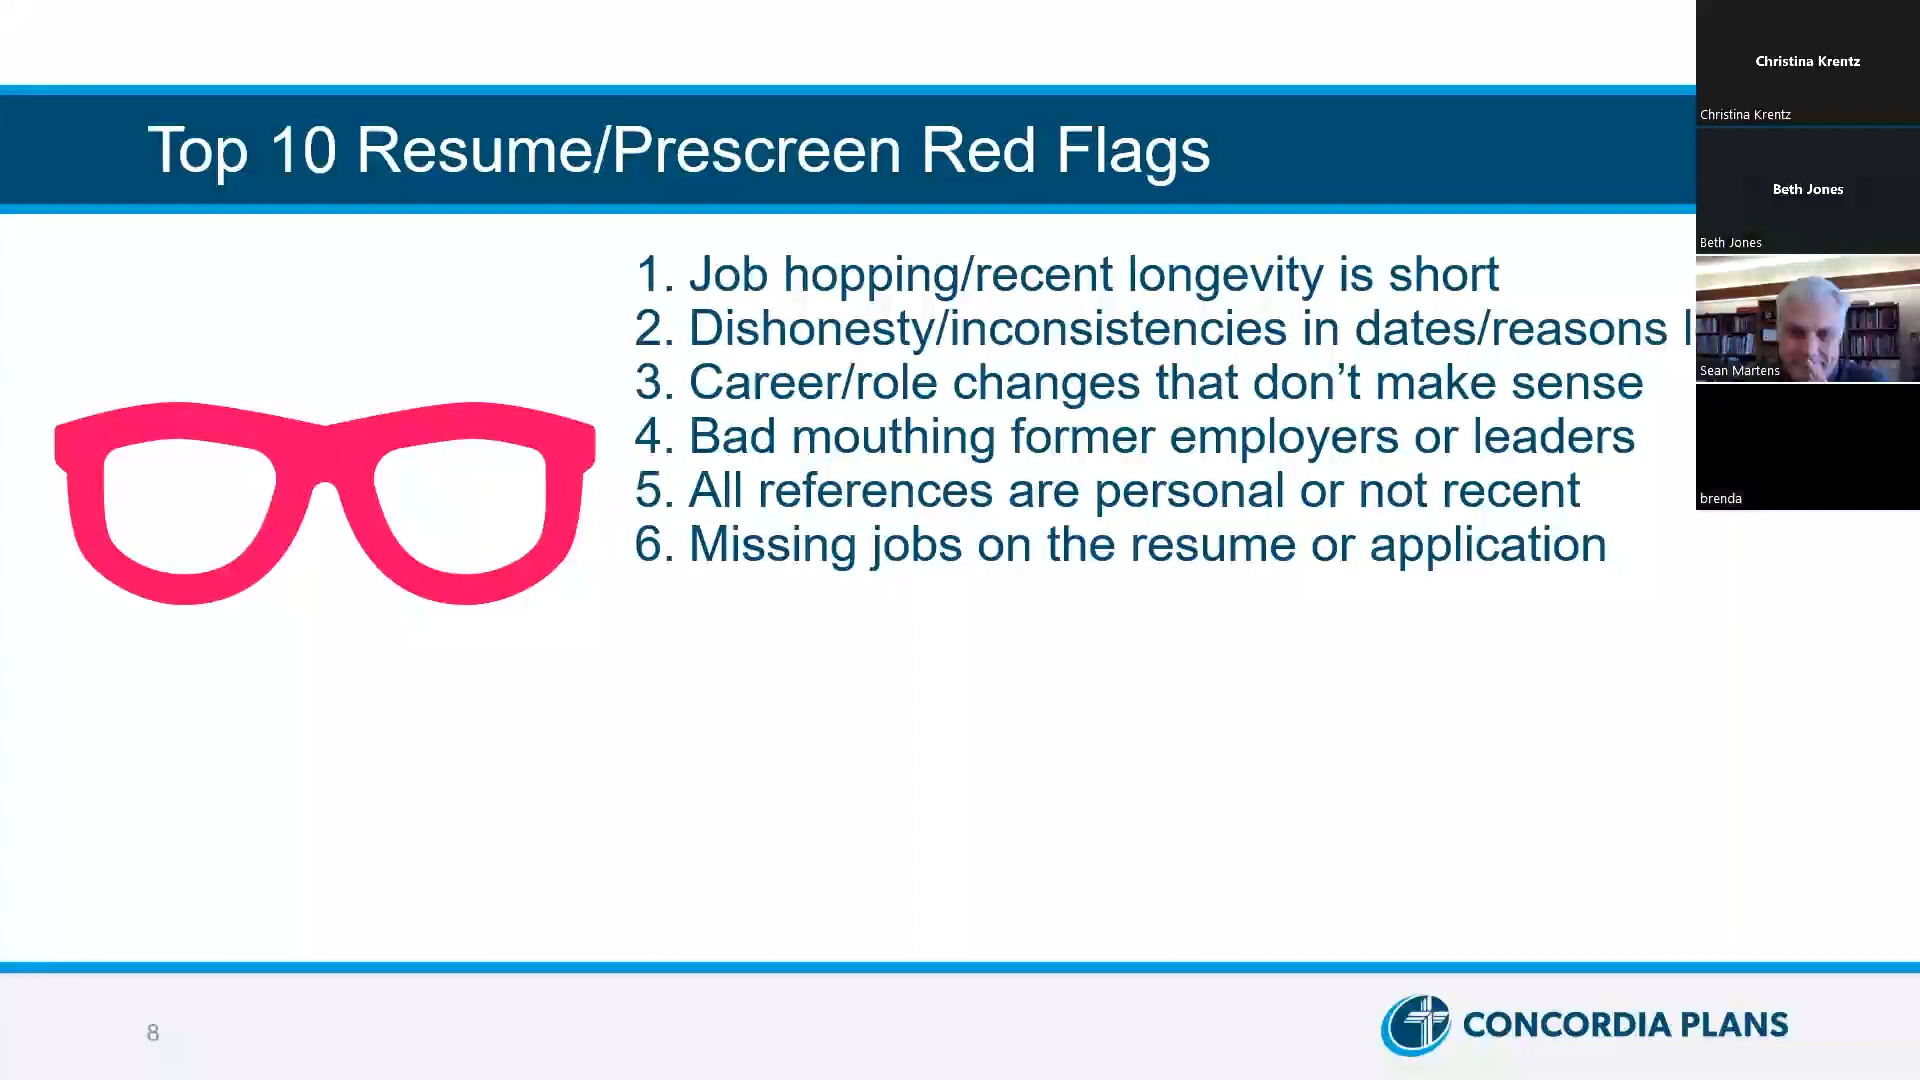 Top 10 Resume/Prescreen Red Flags
1. Job hopping/recent longevity is short
2. Dishonesty/inconsistencies in dates/reasons
3. Career/role changes that don’t make sense
4. Bad mouthing former employers or leaders
5. All references are personal or not recent
6. Missing jobs on the resume or application
Christina Krentz
Christina Krentz
Beth Jones
Beth Jones
Sean Martens
brenda
8
CONCORDIA PLANS